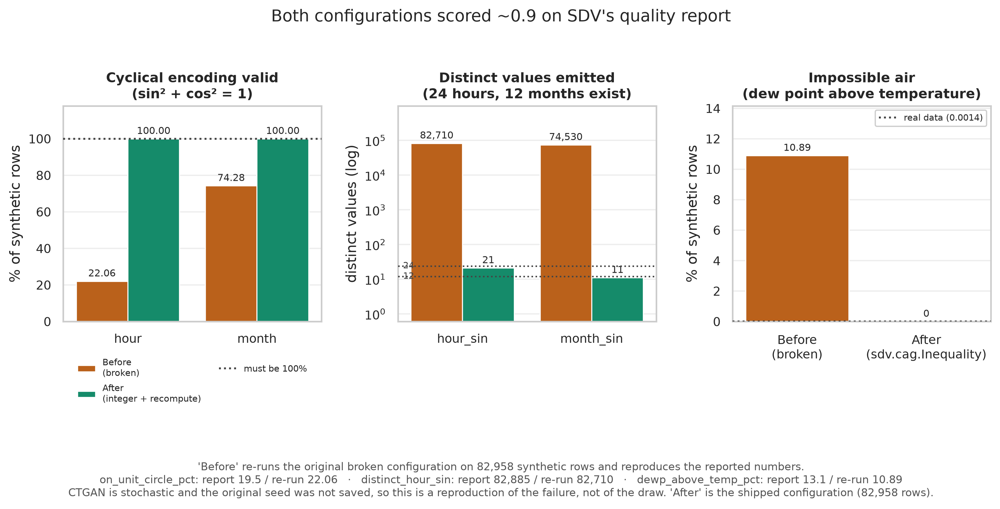 Both configurations scored ~0.9 on SDV's quality report
Cyclical encoding valid
(sin² + cos² = 1)
% of synthetic rows
100
80
60
40
20
0
100.00
100.00
74.28
22.06
hour
month
Before
(broken)
After
(integer + recompute)
must be 100%
Distinct values emitted
(24 hours, 12 months exist)
distinct values (log)
10⁵
10⁴
10³
10²
10¹
10⁰
82,710
74,530
21
11
24
12
hour_sin
month_sin
Impossible air
(dew point above temperature)
% of synthetic rows
14
12
10
8
6
4
2
0
real data (0.0014)
10.89
0
Before
(broken)
After
(sdv.cag.Inequality)
'Before' re-runs the original broken configuration on 82,958 synthetic rows and reproduces the reported numbers.
on_unit_circle_pct: report 19.5 / re-run 22.06 · distinct_hour_sin: report 82,885 / re-run 82,710 · dewp_above_temp_pct: report 13.1 / re-run 10.89
CTGAN is stochastic and the original seed was not saved, so this is a reproduction of the failure, not of the draw. 'After' is the shipped configuration (82,958 rows).